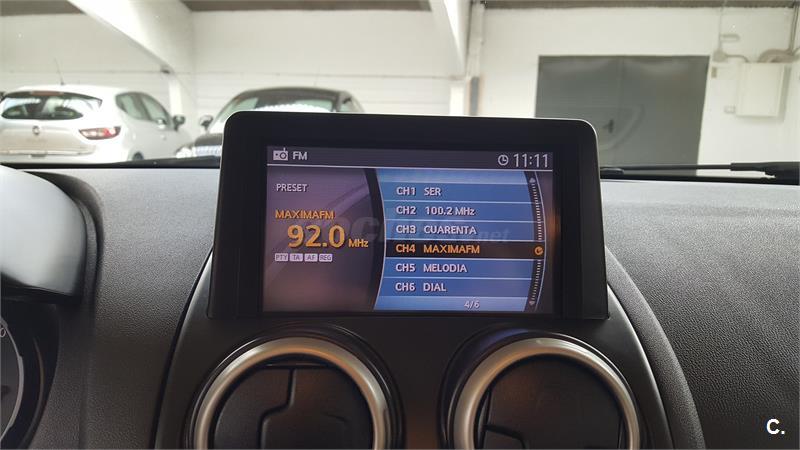 FM 11:11
PRESET
MAXIMAFM
92.0 MHz
PTY TA AF REG
CH1 SER
CH2 100.2 MHz
CH3 CUARENTA
CH4 MAXIMAFM
CH5 MELODIA
CH6 DIAL
4/6
C.